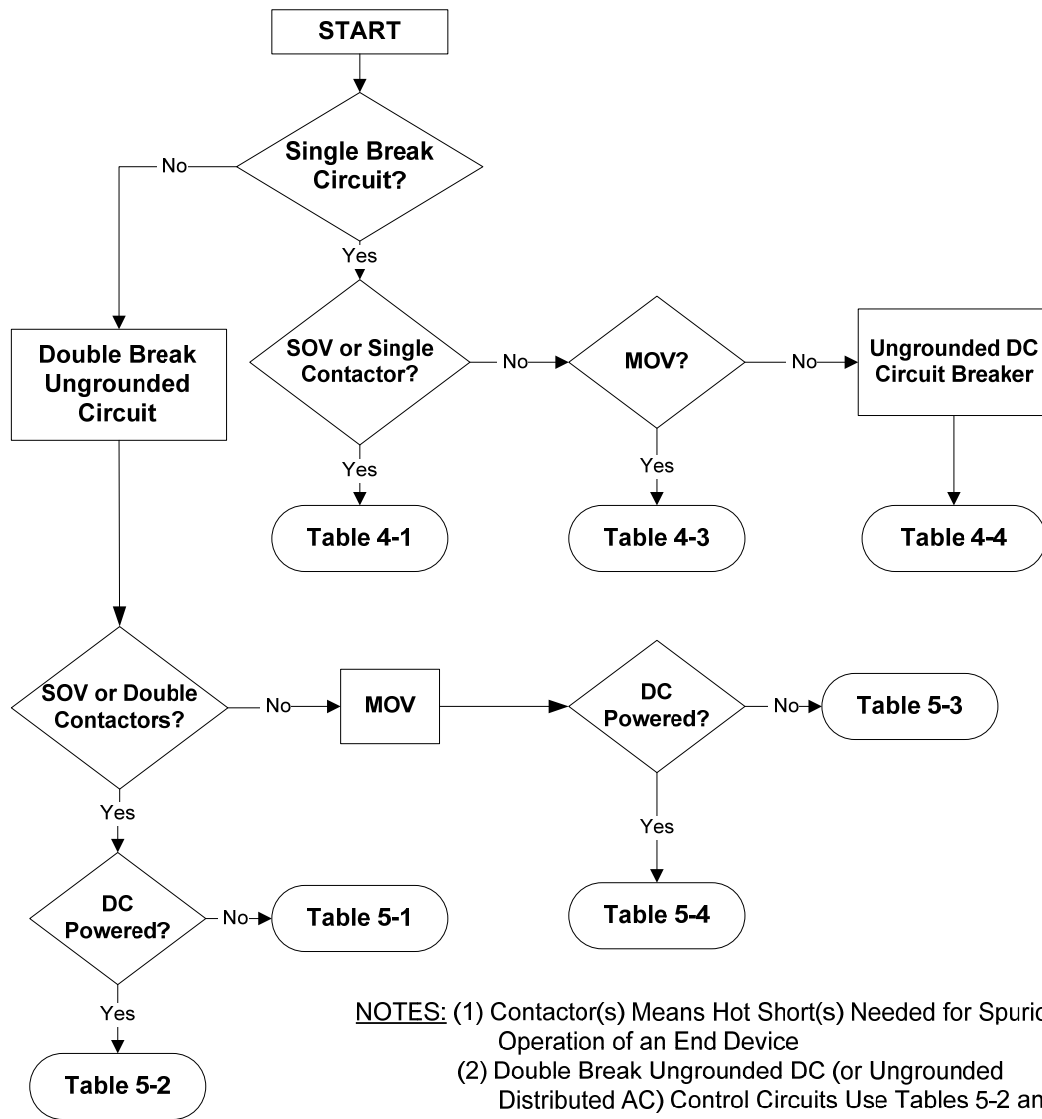 START
Single Break
Circuit?
No
Yes
Double Break
Ungrounded
Circuit
SOV or Single
Contactor?
No
MOV?
No
Ungrounded DC
Circuit Breaker
Yes
Yes
Table 4-1
Table 4-3
Table 4-4
SOV or Double
Contactors?
No
MOV
DC
Powered?
No
Table 5-3
Yes
Yes
DC
Powered?
No
Table 5-1
Table 5-4
Yes
Table 5-2
NOTES: (1) Contactor(s) Means Hot Short(s) Needed for
Operation of an End Device
(2) Double Break Ungrounded DC (or Ungrounded
Distributed AC) Control Circuits Use Tables 5-2 an